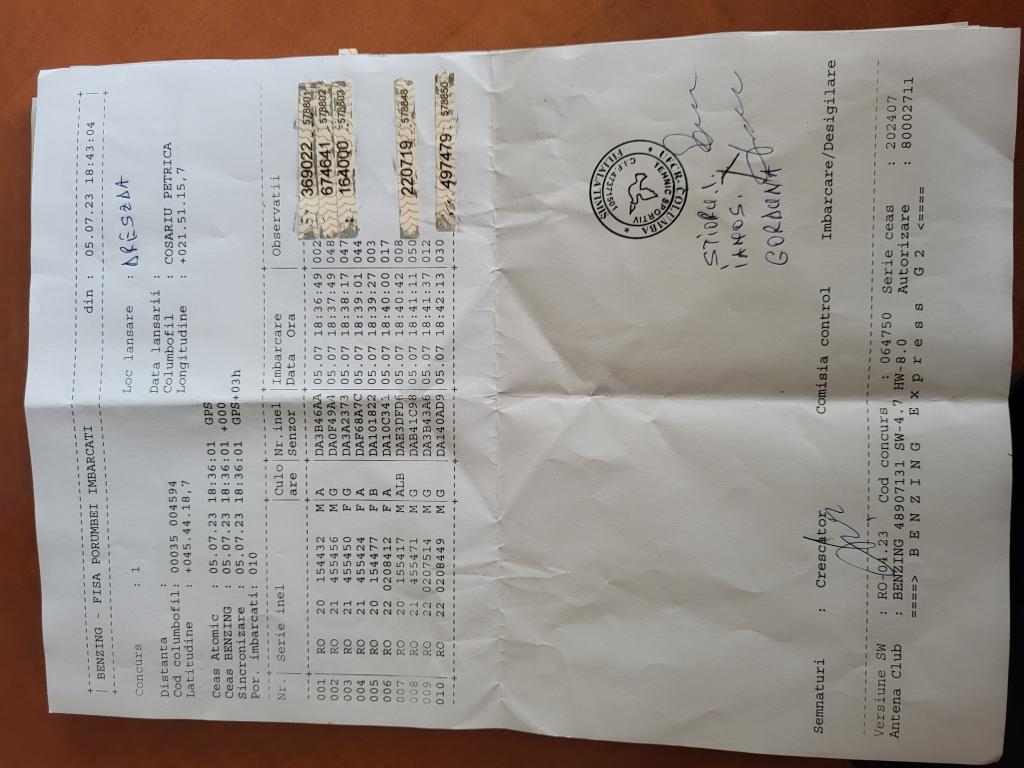 BENZING - FISA PORUMBEI IMBARCATI din : 05.07.23 18:43:04
Concurs : 1 Loc lansare : DRESZDA
Distanta : Data lansarii :
Cod columbofil: 00035 004594 Columbofil : COSARIU PETRICA
Latitudine : +045.44.18,7 Longitudine : +021.51.15,7
Ceas Atomic : 05.07.23 18:36:01 GPS
Ceas BENZING : 05.07.23 18:36:01 +000
Sincronizare : 05.07.23 18:36:01 GPS+03h
Por. imbarcati: 010
Nr.| Serie inel |Culo|Nr.inel|Imbarcare | Observatii
|are |Senzor |Data Ora |
001| RO 20 154432 M A |DA3B46AA|05.07 18:36:49|002 369022 578801
002| RO 21 455456 M G |DA0F49A4|05.07 18:37:49|048 674641 578802
003| RO 21 455450 F G |DA3A2373|05.07 18:38:17|047 164000 578803
004| RO 21 455424 F A |DAF68A7C|05.07 18:39:01|044
005| RO 20 154477 F B |DA101822|05.07 18:39:27|003
006| RO 22 0208412 F A |DA10C341|05.07 18:40:00|017
007| RO 20 155417 M ALB |DAE3DFD6|05.07 18:40:42|008 220719 578848
008| RO 21 455471 M G |DAB41C98|05.07 18:41:11|050
009| RO 22 0207514 M G |DA3B43A6|05.07 18:41:37|012
010| RO 22 0208449 M G |DA140AD9|05.07 18:42:13|030 497479 578850
U.F.C.R. COLUMBA
FILIALA TIMIS
TEHNIC SPORTIV
STIORU I.
IANOS. I.
GORDAN A
Semnaturi : Crescator Comisia control Imbarcare/Desigilare
Versiune SW : RO-04.23 Cod concurs : 064750 Serie ceas : 202407
Antena Club : BENZING 48907131 SW-4.7 HW-8.0 Autorizare : 80002711
====> B E N Z I N G E x p r e s s G 2 <====